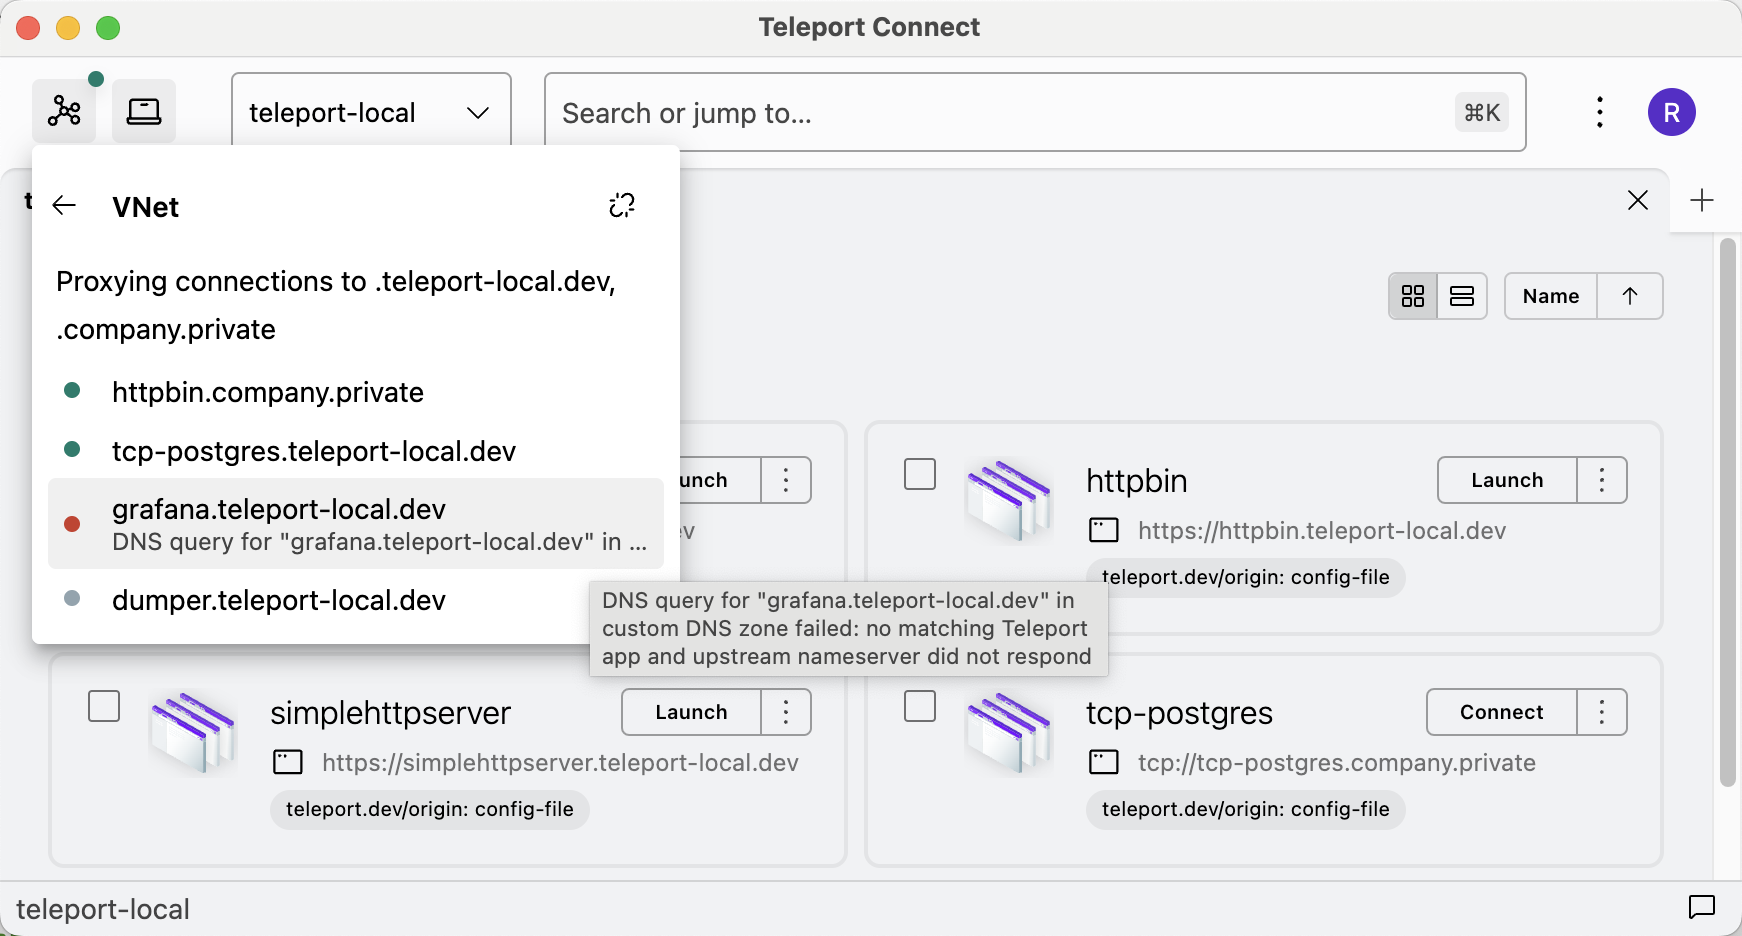 Teleport Connect
teleport-local
Search or jump to...
⌘K
R
t
VNet
Proxying connections to .teleport-local.dev,
.company.private
httpbin.company.private
tcp-postgres.teleport-local.dev
grafana.teleport-local.dev
DNS query for "grafana.teleport-local.dev" in ...
dumper.teleport-local.dev
Name
unch
ev
httpbin
Launch
https://httpbin.teleport-local.dev
teleport.dev/origin: config-file
DNS query for "grafana.teleport-local.dev" in
custom DNS zone failed: no matching Teleport
app and upstream nameserver did not respond
simplehttpserver
Launch
https://simplehttpserver.teleport-local.dev
teleport.dev/origin: config-file
tcp-postgres
Connect
tcp://tcp-postgres.company.private
teleport.dev/origin: config-file
teleport-local